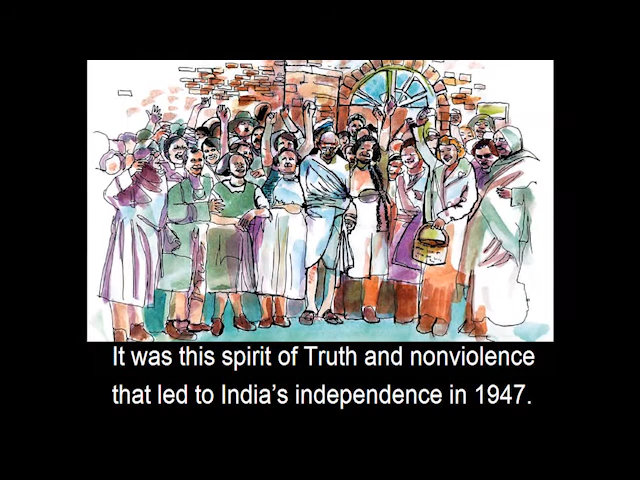 It was this spirit of Truth and nonviolence
that led to India’s independence in 1947.